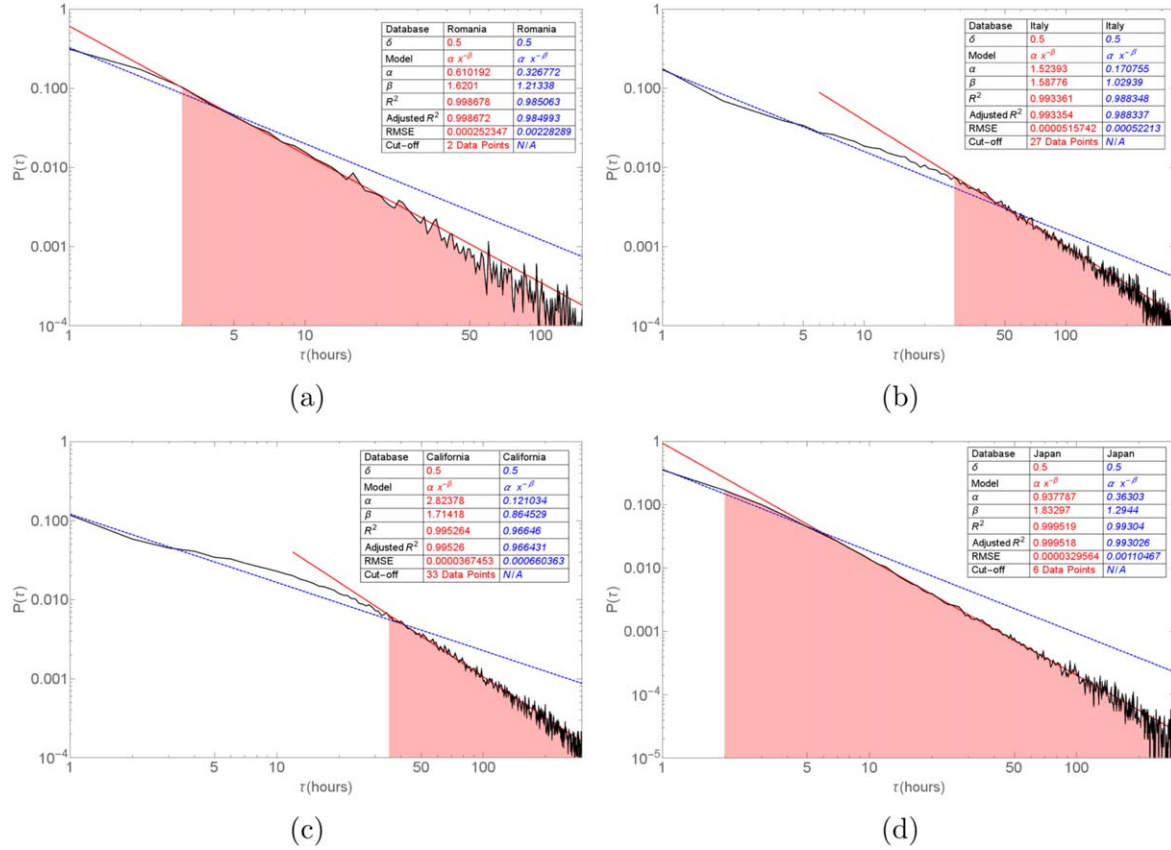 Database Romania Romania
δ 0.5 0.5
Model α x^-β α x^-β
α 0.610192 0.326772
β 1.6201 1.21338
R² 0.998678 0.985063
Adjusted R² 0.998672 0.984993
RMSE 0.000252347 0.00228289
Cut-off 2 Data Points N/A
1
0.100
0.010
0.001
10^-4
P(τ)
1 5 10 50 100
τ(hours)
(a)
Database Italy Italy
δ 0.5 0.5
Model α x^-β α x^-β
α 1.52393 0.170755
β 1.58776 1.02939
R² 0.993361 0.988348
Adjusted R² 0.993354 0.988337
RMSE 0.0000515742 0.00052213
Cut-off 27 Data Points N/A
1
0.100
0.010
0.001
10^-4
P(τ)
1 5 10 50 100
τ(hours)
(b)
Database California California
δ 0.5 0.5
Model α x^-β α x^-β
α 2.82378 0.121034
β 1.71418 0.864529
R² 0.995264 0.96646
Adjusted R² 0.99526 0.966431
RMSE 0.0000367453 0.000660363
Cut-off 33 Data Points N/A
1
0.100
0.010
0.001
10^-4
P(τ)
1 5 10 50 100
τ(hours)
(c)
Database Japan Japan
δ 0.5 0.5
Model α x^-β α x^-β
α 0.937787 0.36303
β 1.83297 1.2944
R² 0.999519 0.99304
Adjusted R² 0.999518 0.993026
RMSE 0.0000329564 0.00110467
Cut-off 6 Data Points N/A
1
0.100
0.010
0.001
10^-4
10^-5
P(τ)
1 5 10 50 100
τ(hours)
(d)